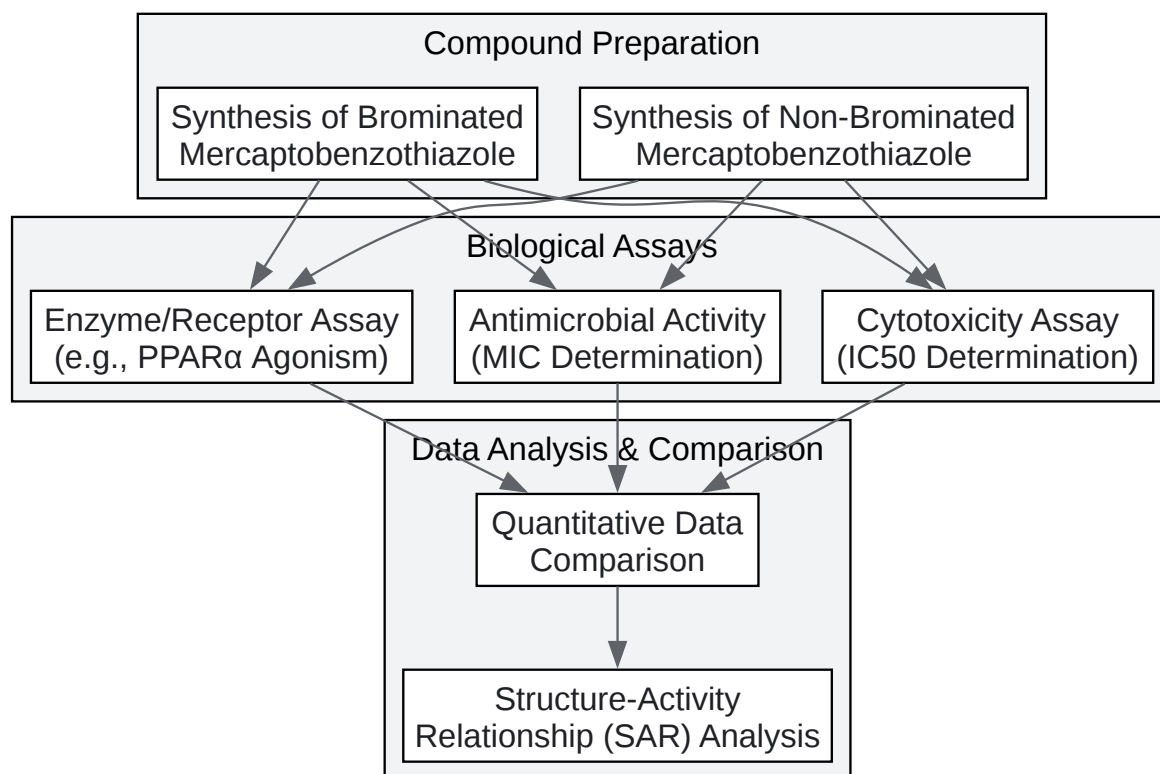 Compound Preparation
Synthesis of Brominated
Mercaptobenzothiazole
Synthesis of Non-Brominated
Mercaptobenzothiazole
Biological Assays
Enzyme/Receptor Assay
(e.g., PPARα Agonism)
Antimicrobial Activity
(MIC Determination)
Cytotoxicity Assay
(IC50 Determination)
Data Analysis & Comparison
Quantitative Data
Comparison
Structure-Activity
Relationship (SAR) Analysis